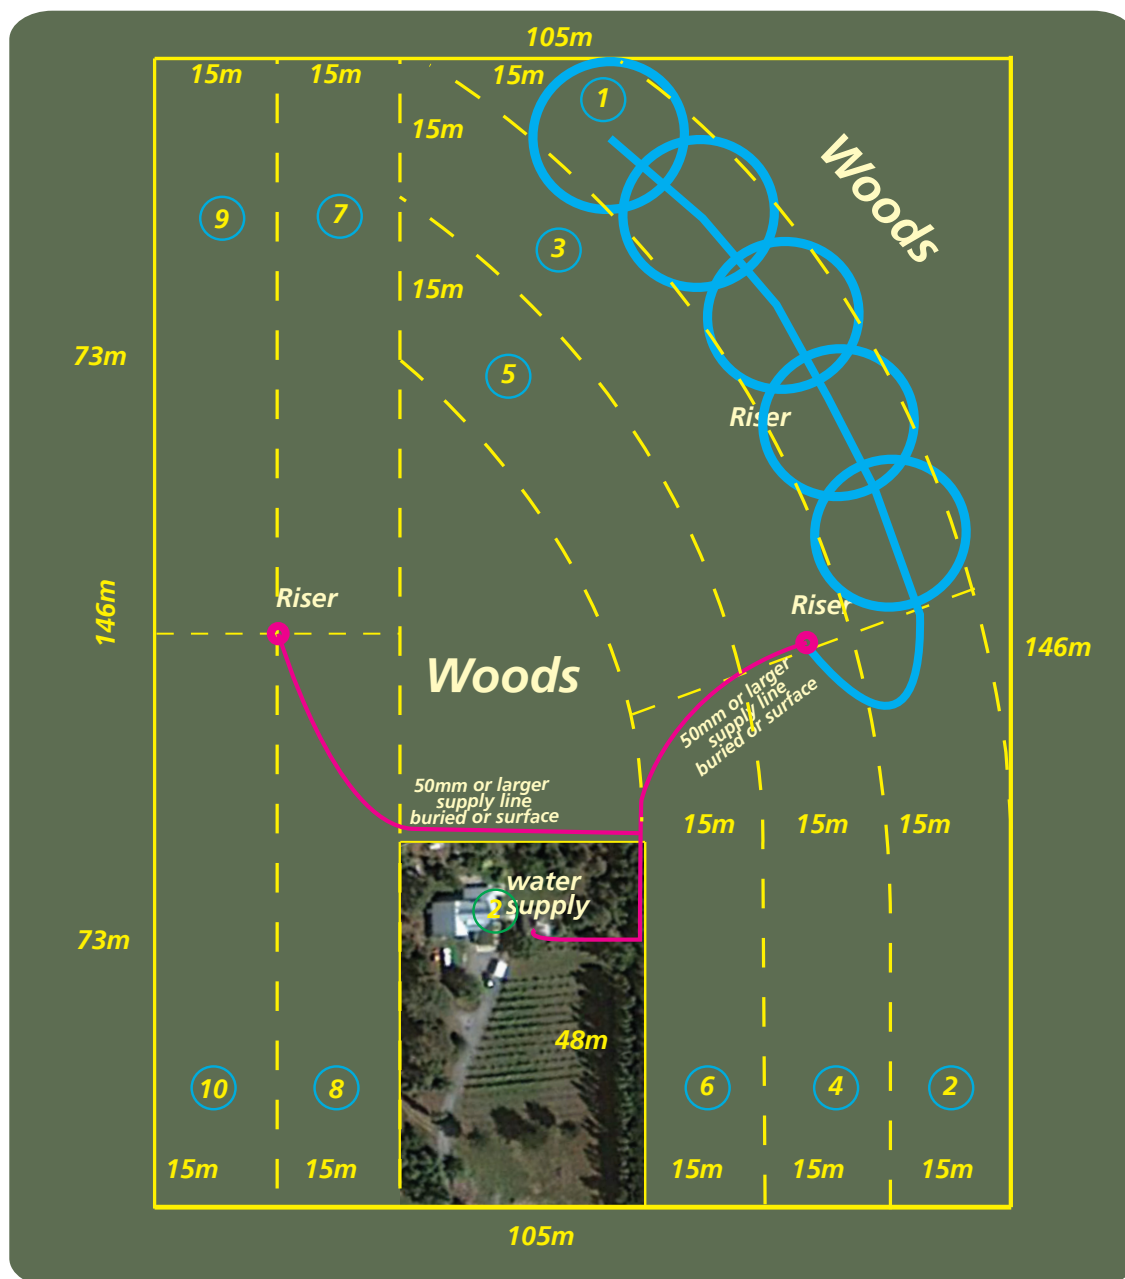 105m
15m
15m
15m
1
15m
Woods
9
7
3
15m
73m
5
Riser
146m
Riser
Riser
146m
Woods
50mm or larger
supply line
buried or surface
50mm or larger
supply line
buried or surface
15m
15m
15m
water
supply
2
73m
48m
10
8
6
4
2
15m
15m
15m
15m
15m
105m